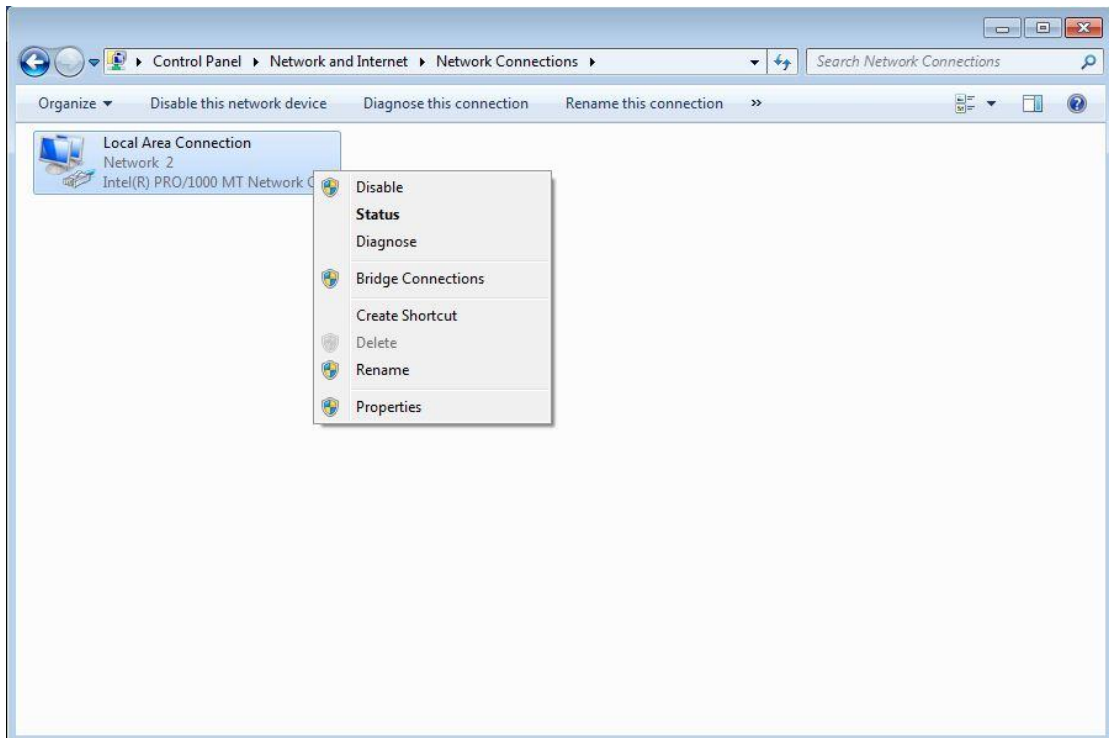 Control Panel Network and Internet Network Connections
Search Network Connections
Organize Disable this network device Diagnose this connection Rename this connection »
Local Area Connection
Network 2
Intel(R) PRO/1000 MT Network
Disable
Status
Diagnose
Bridge Connections
Create Shortcut
Delete
Rename
Properties